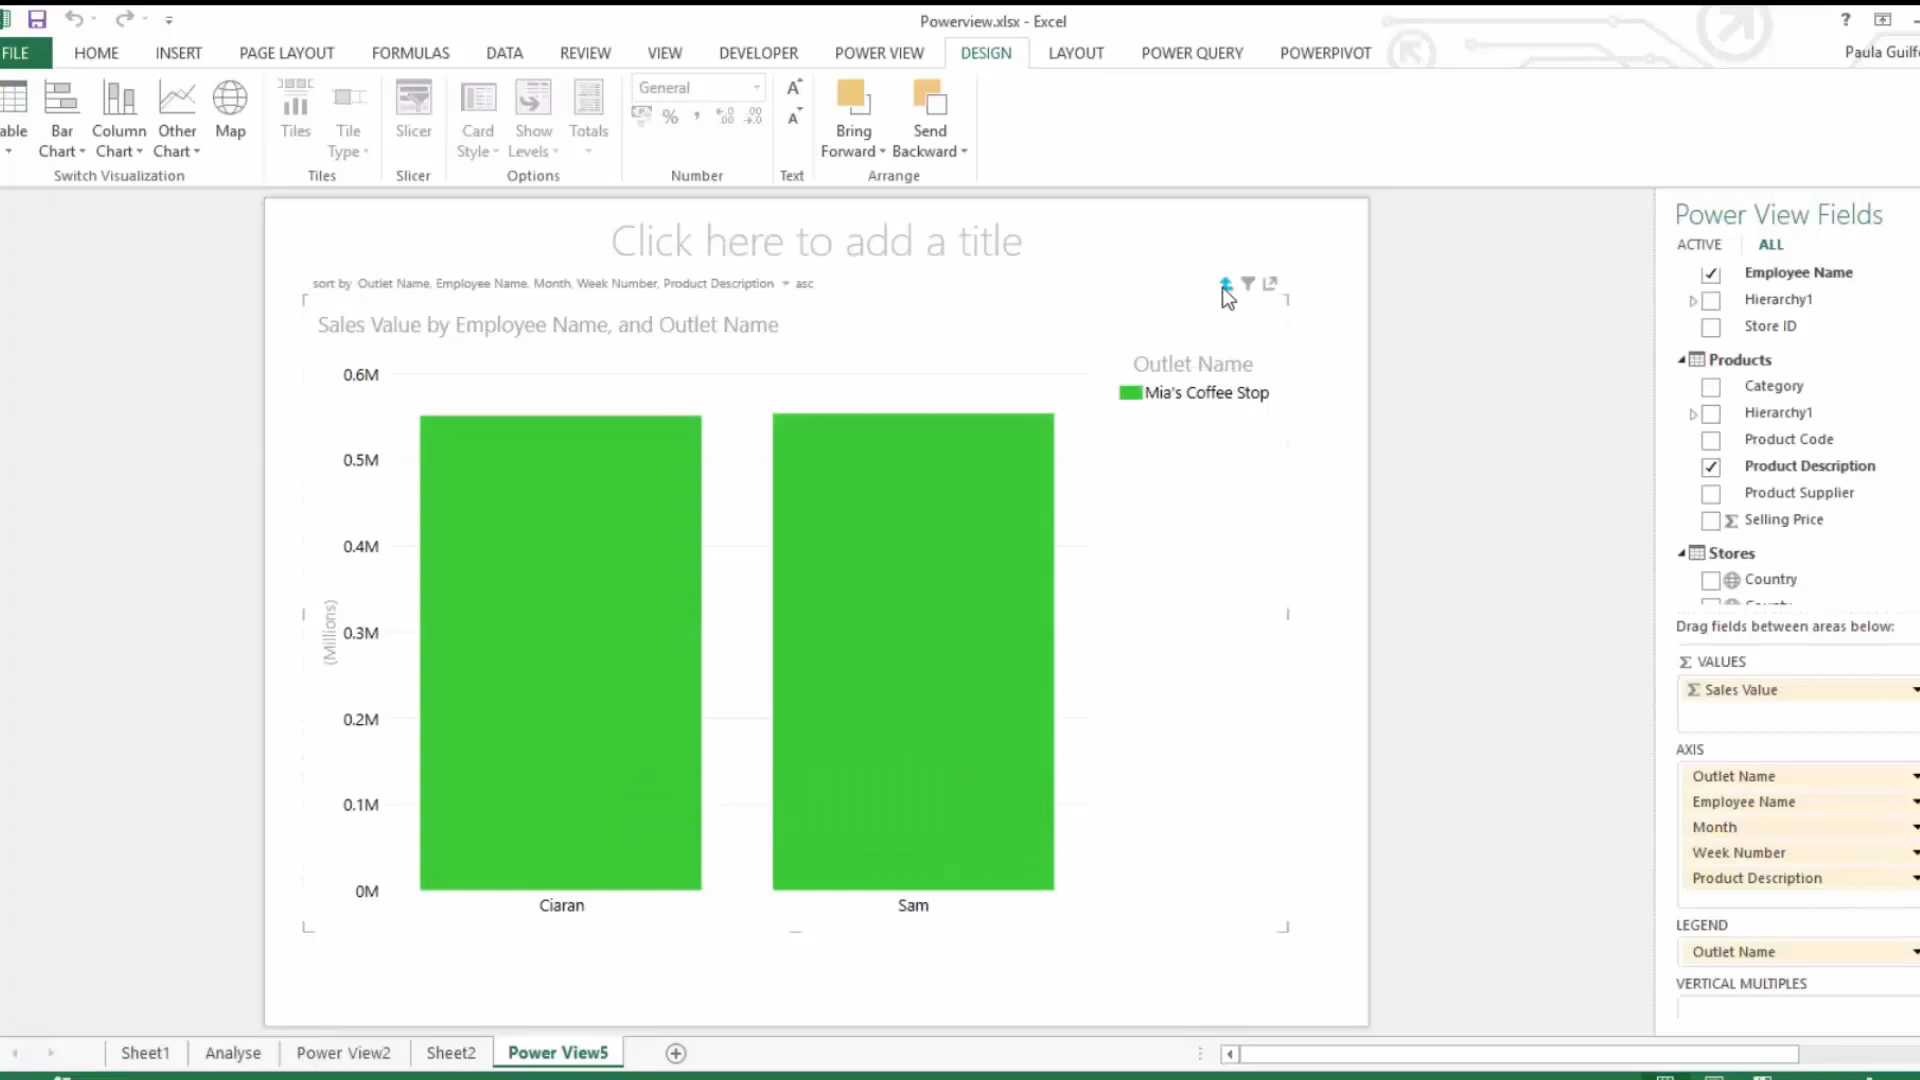 Powerview.xlsx - Excel
?
FILE HOME INSERT PAGE LAYOUT FORMULAS DATA REVIEW VIEW DEVELOPER POWER VIEW DESIGN LAYOUT POWER QUERY POWERPIVOT
Paula Guilfo
able
Bar
Chart
Column
Chart
Other
Chart
Map
Switch Visualization
Tiles
Tile
Type
Tiles
Slicer
Slicer
Card
Style
Show
Levels
Totals
Options
General
%
Number
A
A
Text
Bring
Forward
Send
Backward
Arrange
Click here to add a title
sort by Outlet Name, Employee Name, Month, Week Number, Product Description asc
Sales Value by Employee Name, and Outlet Name
Outlet Name
Mia's Coffee Stop
(Millions)
0.6M
0.5M
0.4M
0.3M
0.2M
0.1M
0M
Ciaran
Sam
Power View Fields
ACTIVE ALL
Employee Name
Hierarchy1
Store ID
Products
Category
Hierarchy1
Product Code
Product Description
Product Supplier
Σ Selling Price
Stores
Country
Drag fields between areas below:
Σ VALUES
Σ Sales Value
AXIS
Outlet Name
Employee Name
Month
Week Number
Product Description
LEGEND
Outlet Name
VERTICAL MULTIPLES
Sheet1 Analyse Power View2 Sheet2 Power View5